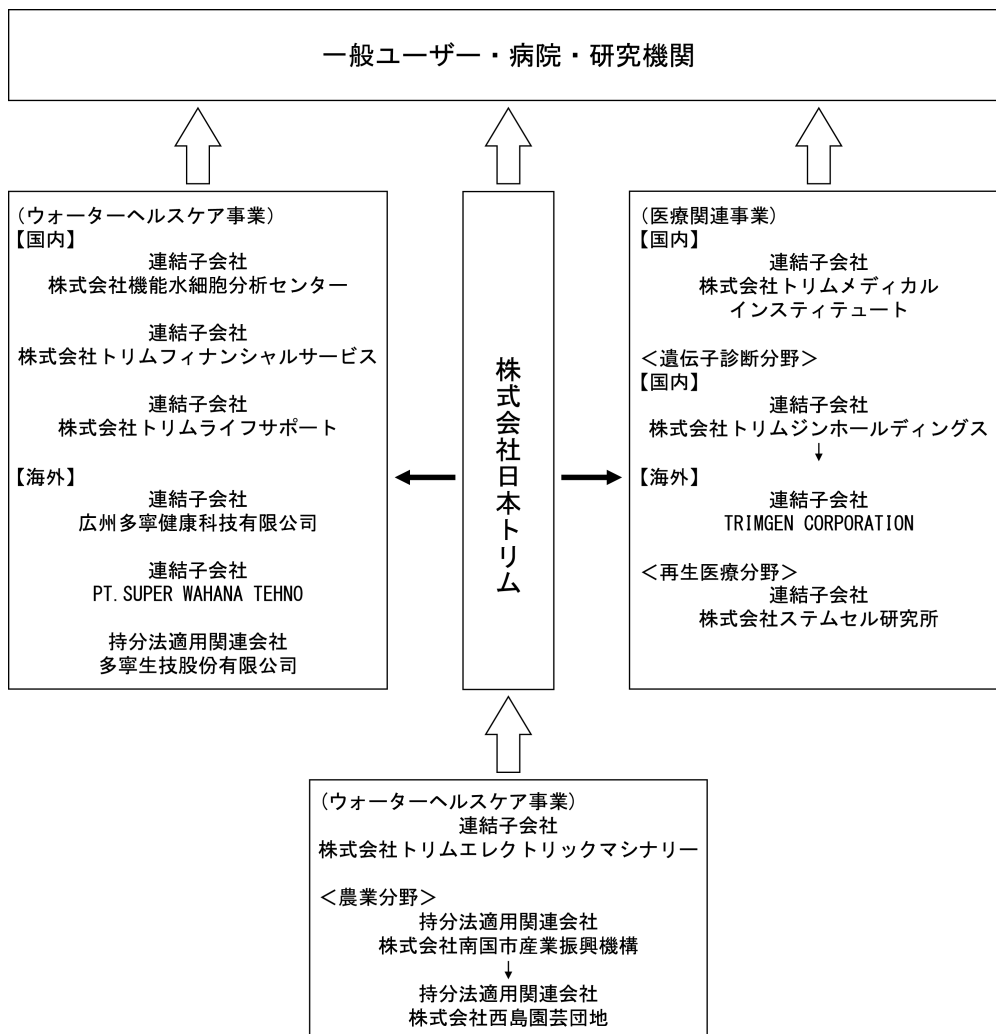 一般ユーザー・病院・研究機関
（ウォーターヘルスケア事業）
【国内】
連結子会社
株式会社機能水細胞分析センター
連結子会社
株式会社トリムフィナンシャルサービス
連結子会社
株式会社トリムライフサポート
【海外】
連結子会社
広州多寧健康科技有限公司
連結子会社
PT.SUPER WAHANA TEHNO
持分法適用関連会社
多寧生技股份有限公司
株式会社日本トリム
（医療関連事業）
【国内】
連結子会社
株式会社トリムメディカル
インスティテュート
＜遺伝子診断分野＞
【国内】
連結子会社
株式会社トリムジンホールディングス
↓
【海外】
連結子会社
TRIMGEN CORPORATION
＜再生医療分野＞
連結子会社
株式会社ステムセル研究所
（ウォーターヘルスケア事業）
連結子会社
株式会社トリムエレクトリックマシナリー
＜農業分野＞
持分法適用関連会社
株式会社南国市産業振興機構
↓
持分法適用関連会社
株式会社西島園芸団地